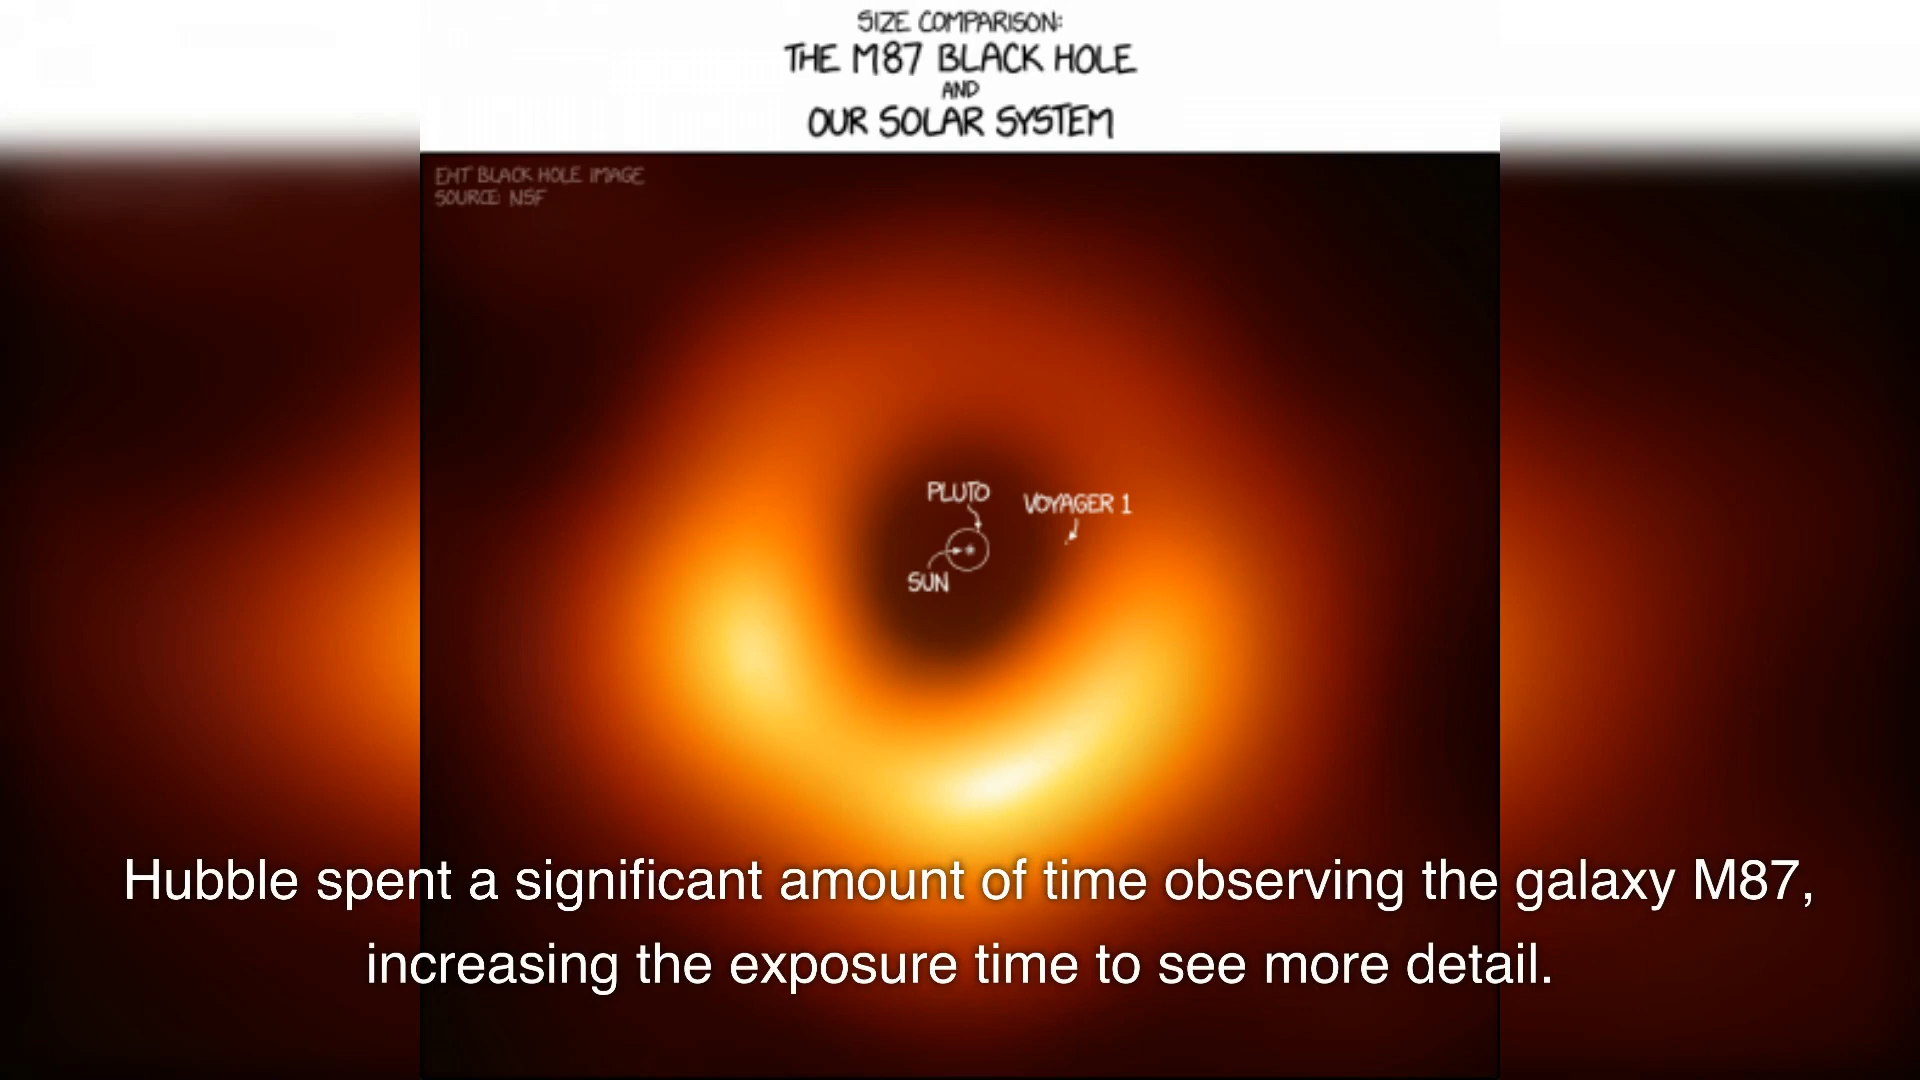 SIZE COMPARISON:
THE M87 BLACK HOLE
AND
OUR SOLAR SYSTEM
EHT BLACK HOLE IMAGE
SOURCE: NSF
PLUTO
VOYAGER 1
SUN
Hubble spent a significant amount of time observing the galaxy M87,
increasing the exposure time to see more detail.